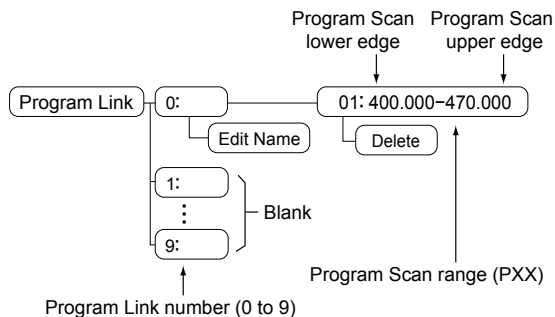 Program Scan
lower edge
Program Scan
upper edge
Program Link
0:
01: 400.000–470.000
Edit Name
Delete
1:
⋮
Blank
9:
Program Scan range (PXX)
Program Link number (0 to 9)